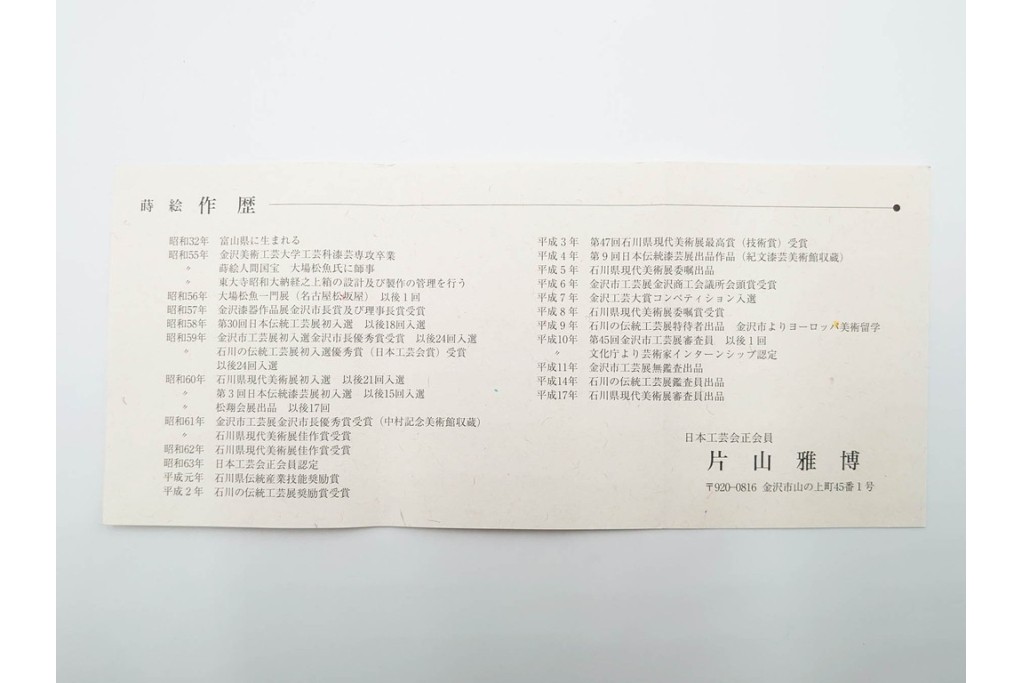 蒔絵 作歴
昭和32年 富山県に生まれる
昭和55年 金沢美術工芸大学工芸科漆芸専攻卒業
〃 蒔絵人間国宝 大場松魚氏に師事
〃 東大寺昭和大納経之上箱の設計及び製作の管理を行う
昭和56年 大場松魚一門展（名古屋松坂屋） 以後1回
昭和57年 金沢漆器作品展金沢市長賞及び理事長賞受賞
昭和58年 第30回日本伝統工芸展初入選 以後18回入選
昭和59年 金沢市工芸展初入選金沢市長優秀賞受賞 以後24回入選
〃 石川の伝統工芸展初入選優秀賞（日本工芸会賞）受賞
以後24回入選
昭和60年 石川県現代美術展初入選 以後21回入選
〃 第3回日本伝統漆芸展初入選 以後15回入選
〃 松翔会展出品 以後17回
昭和61年 金沢市工芸展金沢市長優秀賞受賞（中村記念美術館収蔵）
〃 石川県現代美術展佳作賞受賞
昭和62年 石川県現代美術展佳作賞受賞
昭和63年 日本工芸会正会員認定
平成元年 石川県伝統産業技能奨励賞
平成2年 石川の伝統工芸展奨励賞受賞
平成3年 第47回石川県現代美術展最高賞（技術賞）受賞
平成4年 第9回日本伝統漆芸展出品作品（紀文漆芸美術館収蔵）
平成5年 石川県現代美術展委嘱出品
平成6年 金沢市工芸展金沢商工会議所会頭賞受賞
平成7年 金沢工芸大賞コンペティション入選
平成8年 石川県現代美術展委嘱賞受賞
平成9年 石川の伝統工芸展特待者出品 金沢市よりヨーロッパ美術留学
平成10年 第45回金沢市工芸展審査員 以後1回
〃 文化庁より芸術家インターンシップ認定
平成11年 金沢市工芸展無鑑査出品
平成14年 石川の伝統工芸展鑑査員出品
平成17年 石川県現代美術展審査員出品
日本工芸会正会員
片山雅博
〒920-0816 金沢市山の上町45番1号